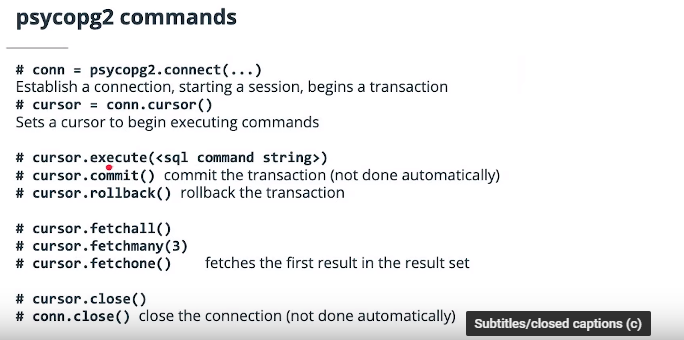 psycopg2 commands
# conn = psycopg2.connect(...)
Establish a connection, starting a session, begins a transaction
# cursor = conn.cursor()
Sets a cursor to begin executing commands
# cursor.execute(<sql command string>)
# cursor.commit() commit the transaction (not done automatically)
# cursor.rollback() rollback the transaction
# cursor.fetchall()
# cursor.fetchmany(3)
# cursor.fetchone() fetches the first result in the result set
# cursor.close()
# conn.close() close the connection (not done automatically)
Subtitles/closed captions (c)